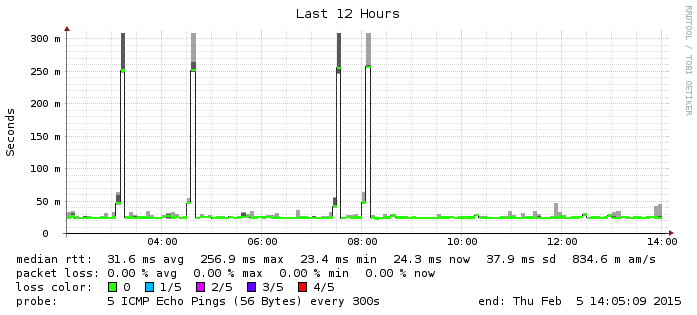 Last 12 Hours
RRDTOOL / TOBI OETIKER
Seconds
300 m
250 m
200 m
150 m
100 m
50 m
0
04:00 06:00 08:00 10:00 12:00 14:00
median rtt: 31.6 ms avg 256.9 ms max 23.4 ms min 24.3 ms now 37.9 ms sd 834.6 m am/s
packet loss: 0.00 % avg 0.00 % max 0.00 % min 0.00 % now
loss color: 0 1/5 2/5 3/5 4/5
probe: 5 ICMP Echo Pings (56 Bytes) every 300s end: Thu Feb 5 14:05:09 2015